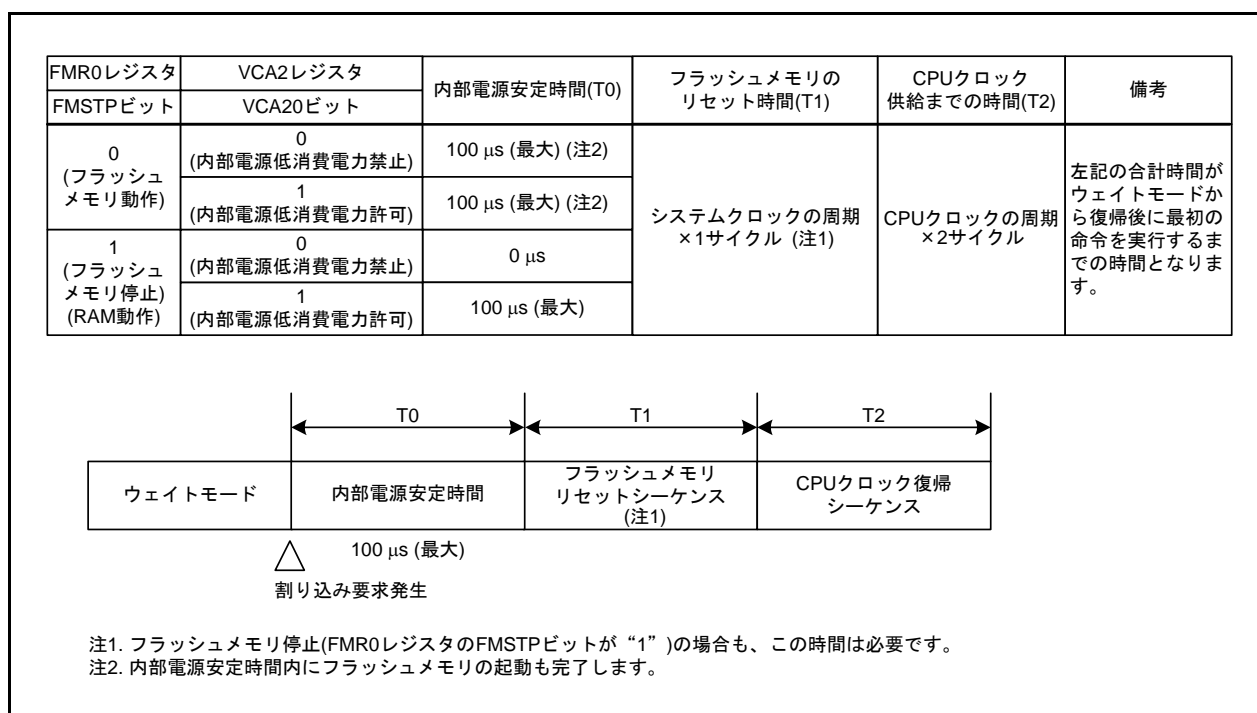 FMR0レジスタ
VCA2レジスタ
内部電源安定時間(T0)
フラッシュメモリの
リセット時間(T1)
CPUクロック
供給までの時間(T2)
備考
FMSTPビット
VCA20ビット
0
(フラッシュ
メモリ動作)
0
(内部電源低消費電力禁止)
100 μs (最大) (注2)
1
(内部電源低消費電力許可)
100 μs (最大) (注2)
1
(フラッシュ
メモリ停止)
(RAM動作)
0
(内部電源低消費電力禁止)
0 μs
1
(内部電源低消費電力許可)
100 μs (最大)
システムクロックの周期
×1サイクル (注1)
CPUクロックの周期
×2サイクル
左記の合計時間が
ウェイトモードか
ら復帰後に最初の
命令を実行するま
での時間となりま
す。
T0
T1
T2
ウェイトモード
内部電源安定時間
フラッシュメモリ
リセットシーケンス
(注1)
CPUクロック復帰
シーケンス
100 μs (最大)
割り込み要求発生
注1. フラッシュメモリ停止(FMR0レジスタのFMSTPビットが“1”)の場合も、この時間は必要です。
注2. 内部電源安定時間内にフラッシュメモリの起動も完了します。